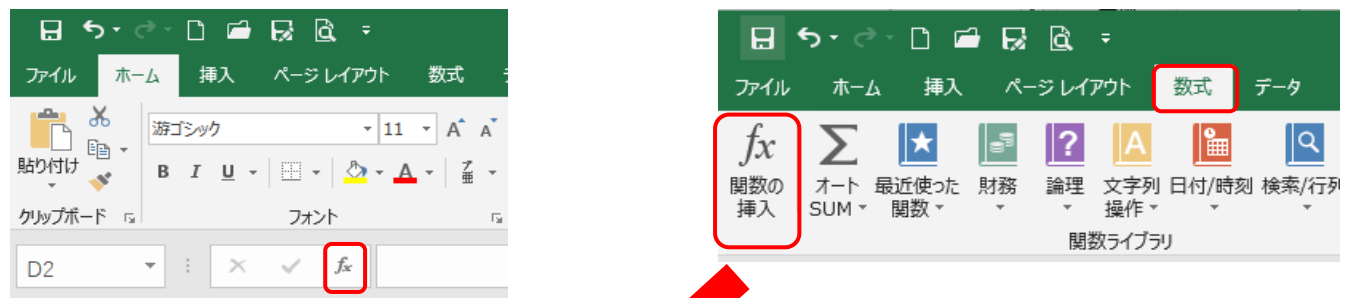 ファイル ホーム 挿入 ページ レイアウト 数式
游ゴシック 11 A A
貼り付け B I U A
クリップボード フォント
D2 fx
ファイル ホーム 挿入 ページ レイアウト 数式 データ
fx Σ ? A
関数の挿入
オート SUM
最近使った関数
財務
論理
文字列操作
日付/時刻
検索/行列
関数ライブラリ